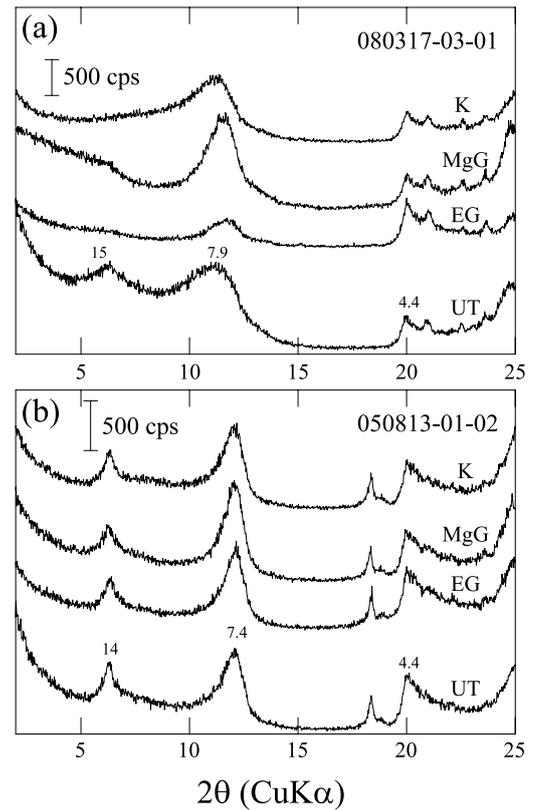 (a)
080317-03-01
500 cps
K
MgG
EG
15
7.9
4.4
UT
5 10 15 20 25
(b)
050813-01-02
500 cps
K
MgG
EG
14
7.4
4.4
UT
5 10 15 20 25
2θ (CuKα)